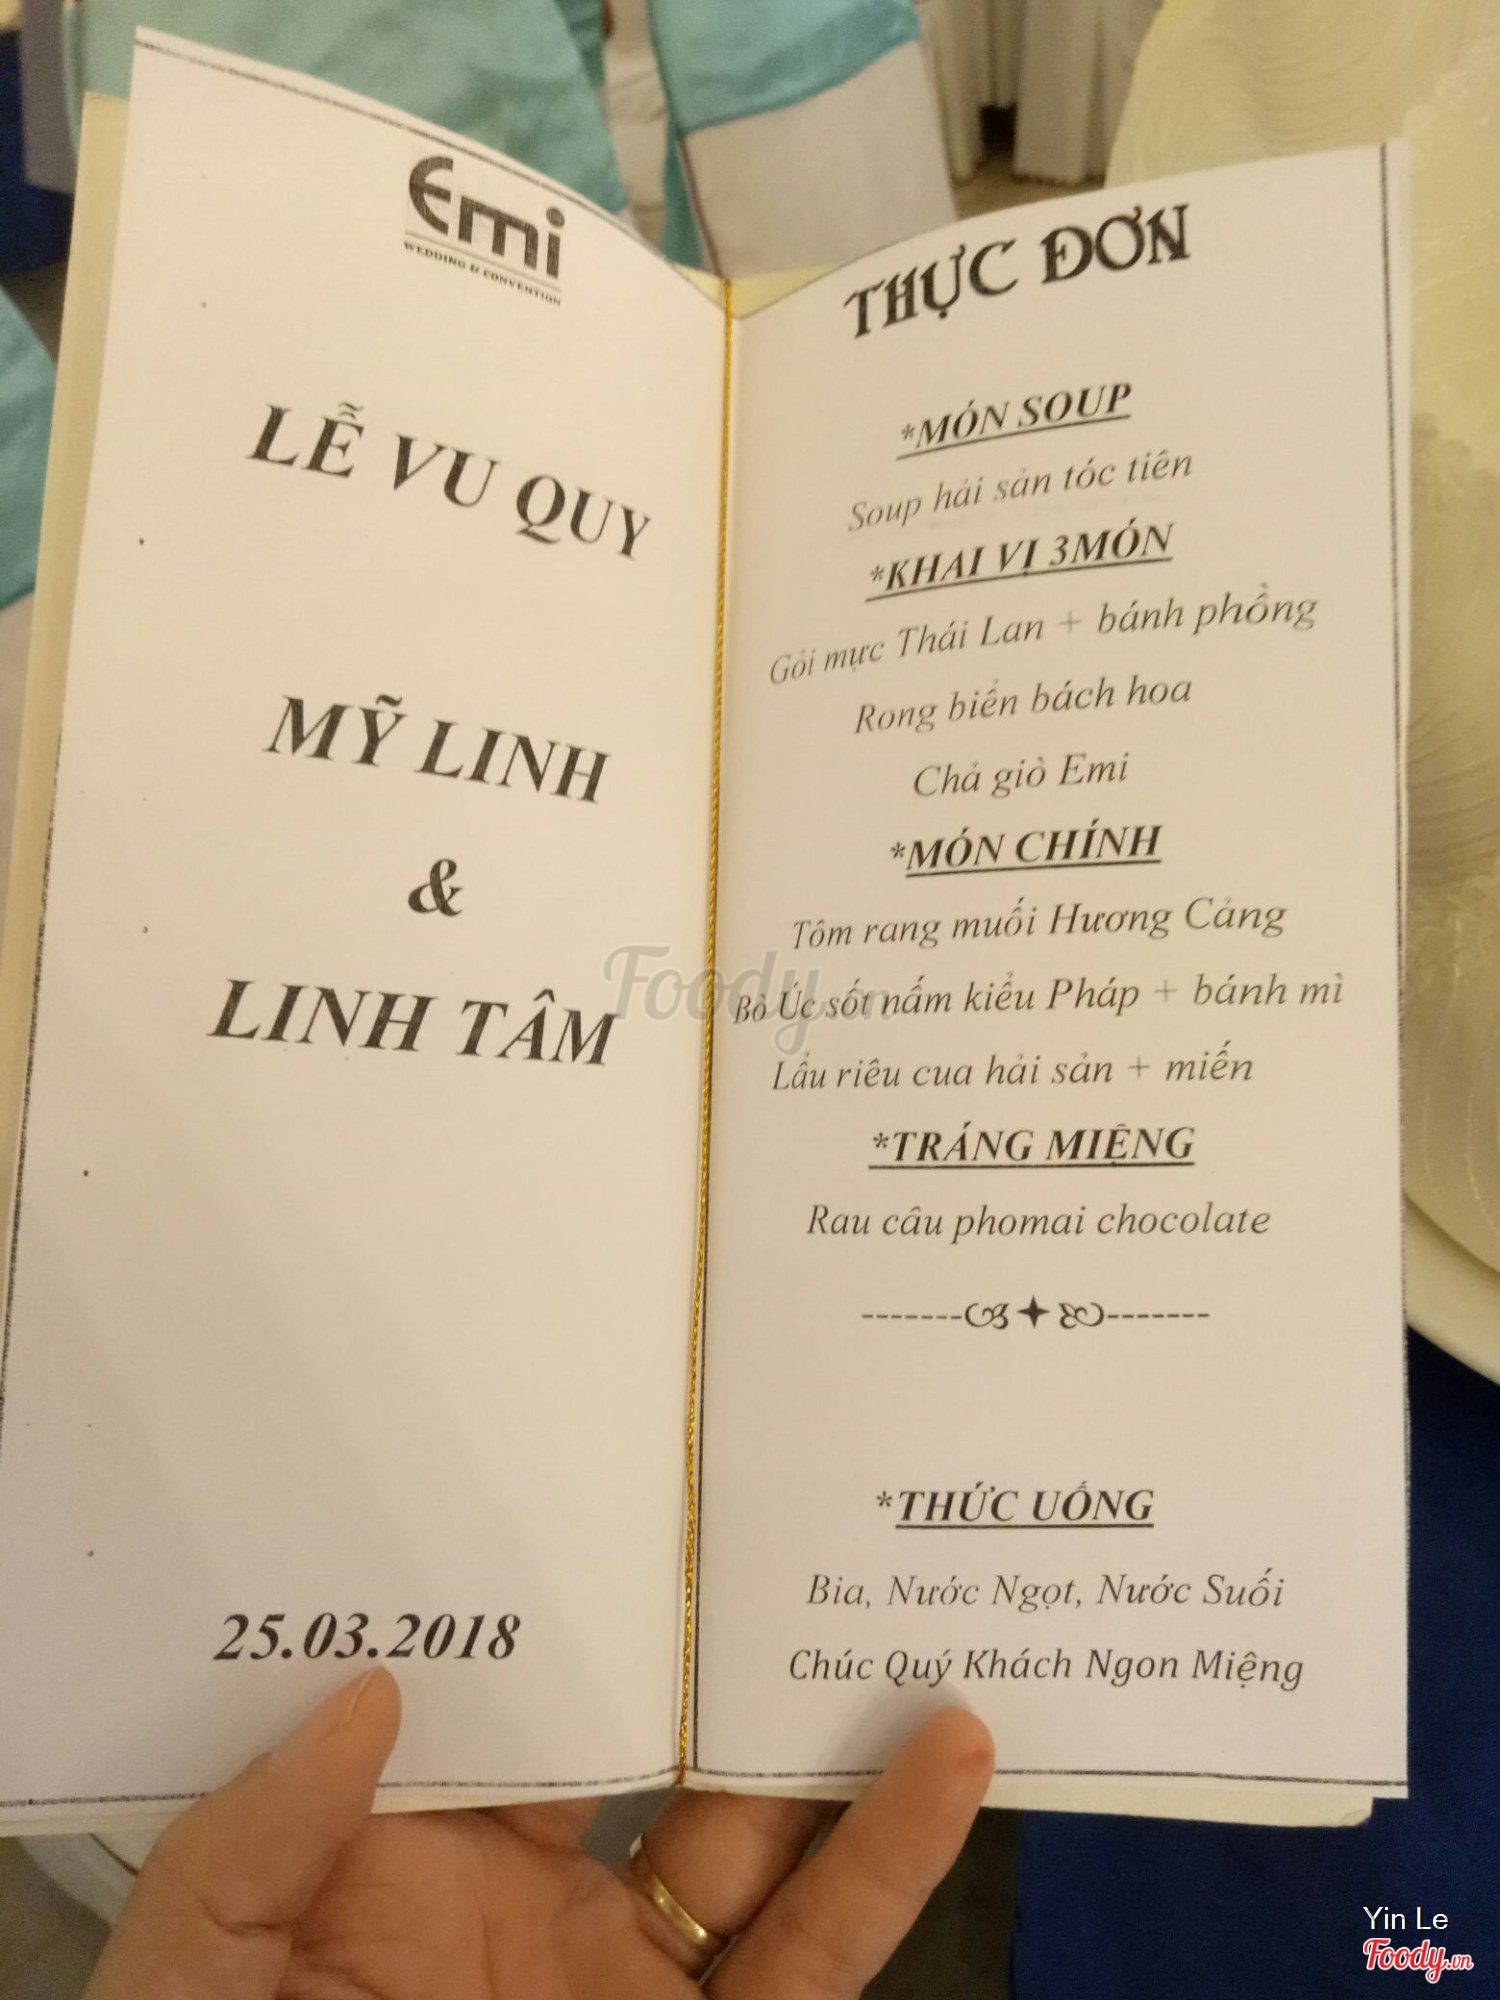 Emi
WEDDING & CONVENTION
LỄ VU QUY
MỸ LINH
&
LINH TÂM
25.03.2018
THỰC ĐƠN
*MÓN SOUP
Soup hải sản tóc tiên
*KHAI VỊ 3MÓN
Gỏi mực Thái Lan + bánh phồng
Rong biển bách hoa
Chả giò Emi
*MÓN CHÍNH
Tôm rang muối Hương Cảng
Bò Úc sốt nấm kiểu Pháp + bánh mì
Lẩu riêu cua hải sản + miến
*TRÁNG MIỆNG
Rau câu phomai chocolate
*THỨC UỐNG
Bia, Nước Ngọt, Nước Suối
Chúc Quý Khách Ngon Miệng
Foody.vn
Yin Le
Foody.vn